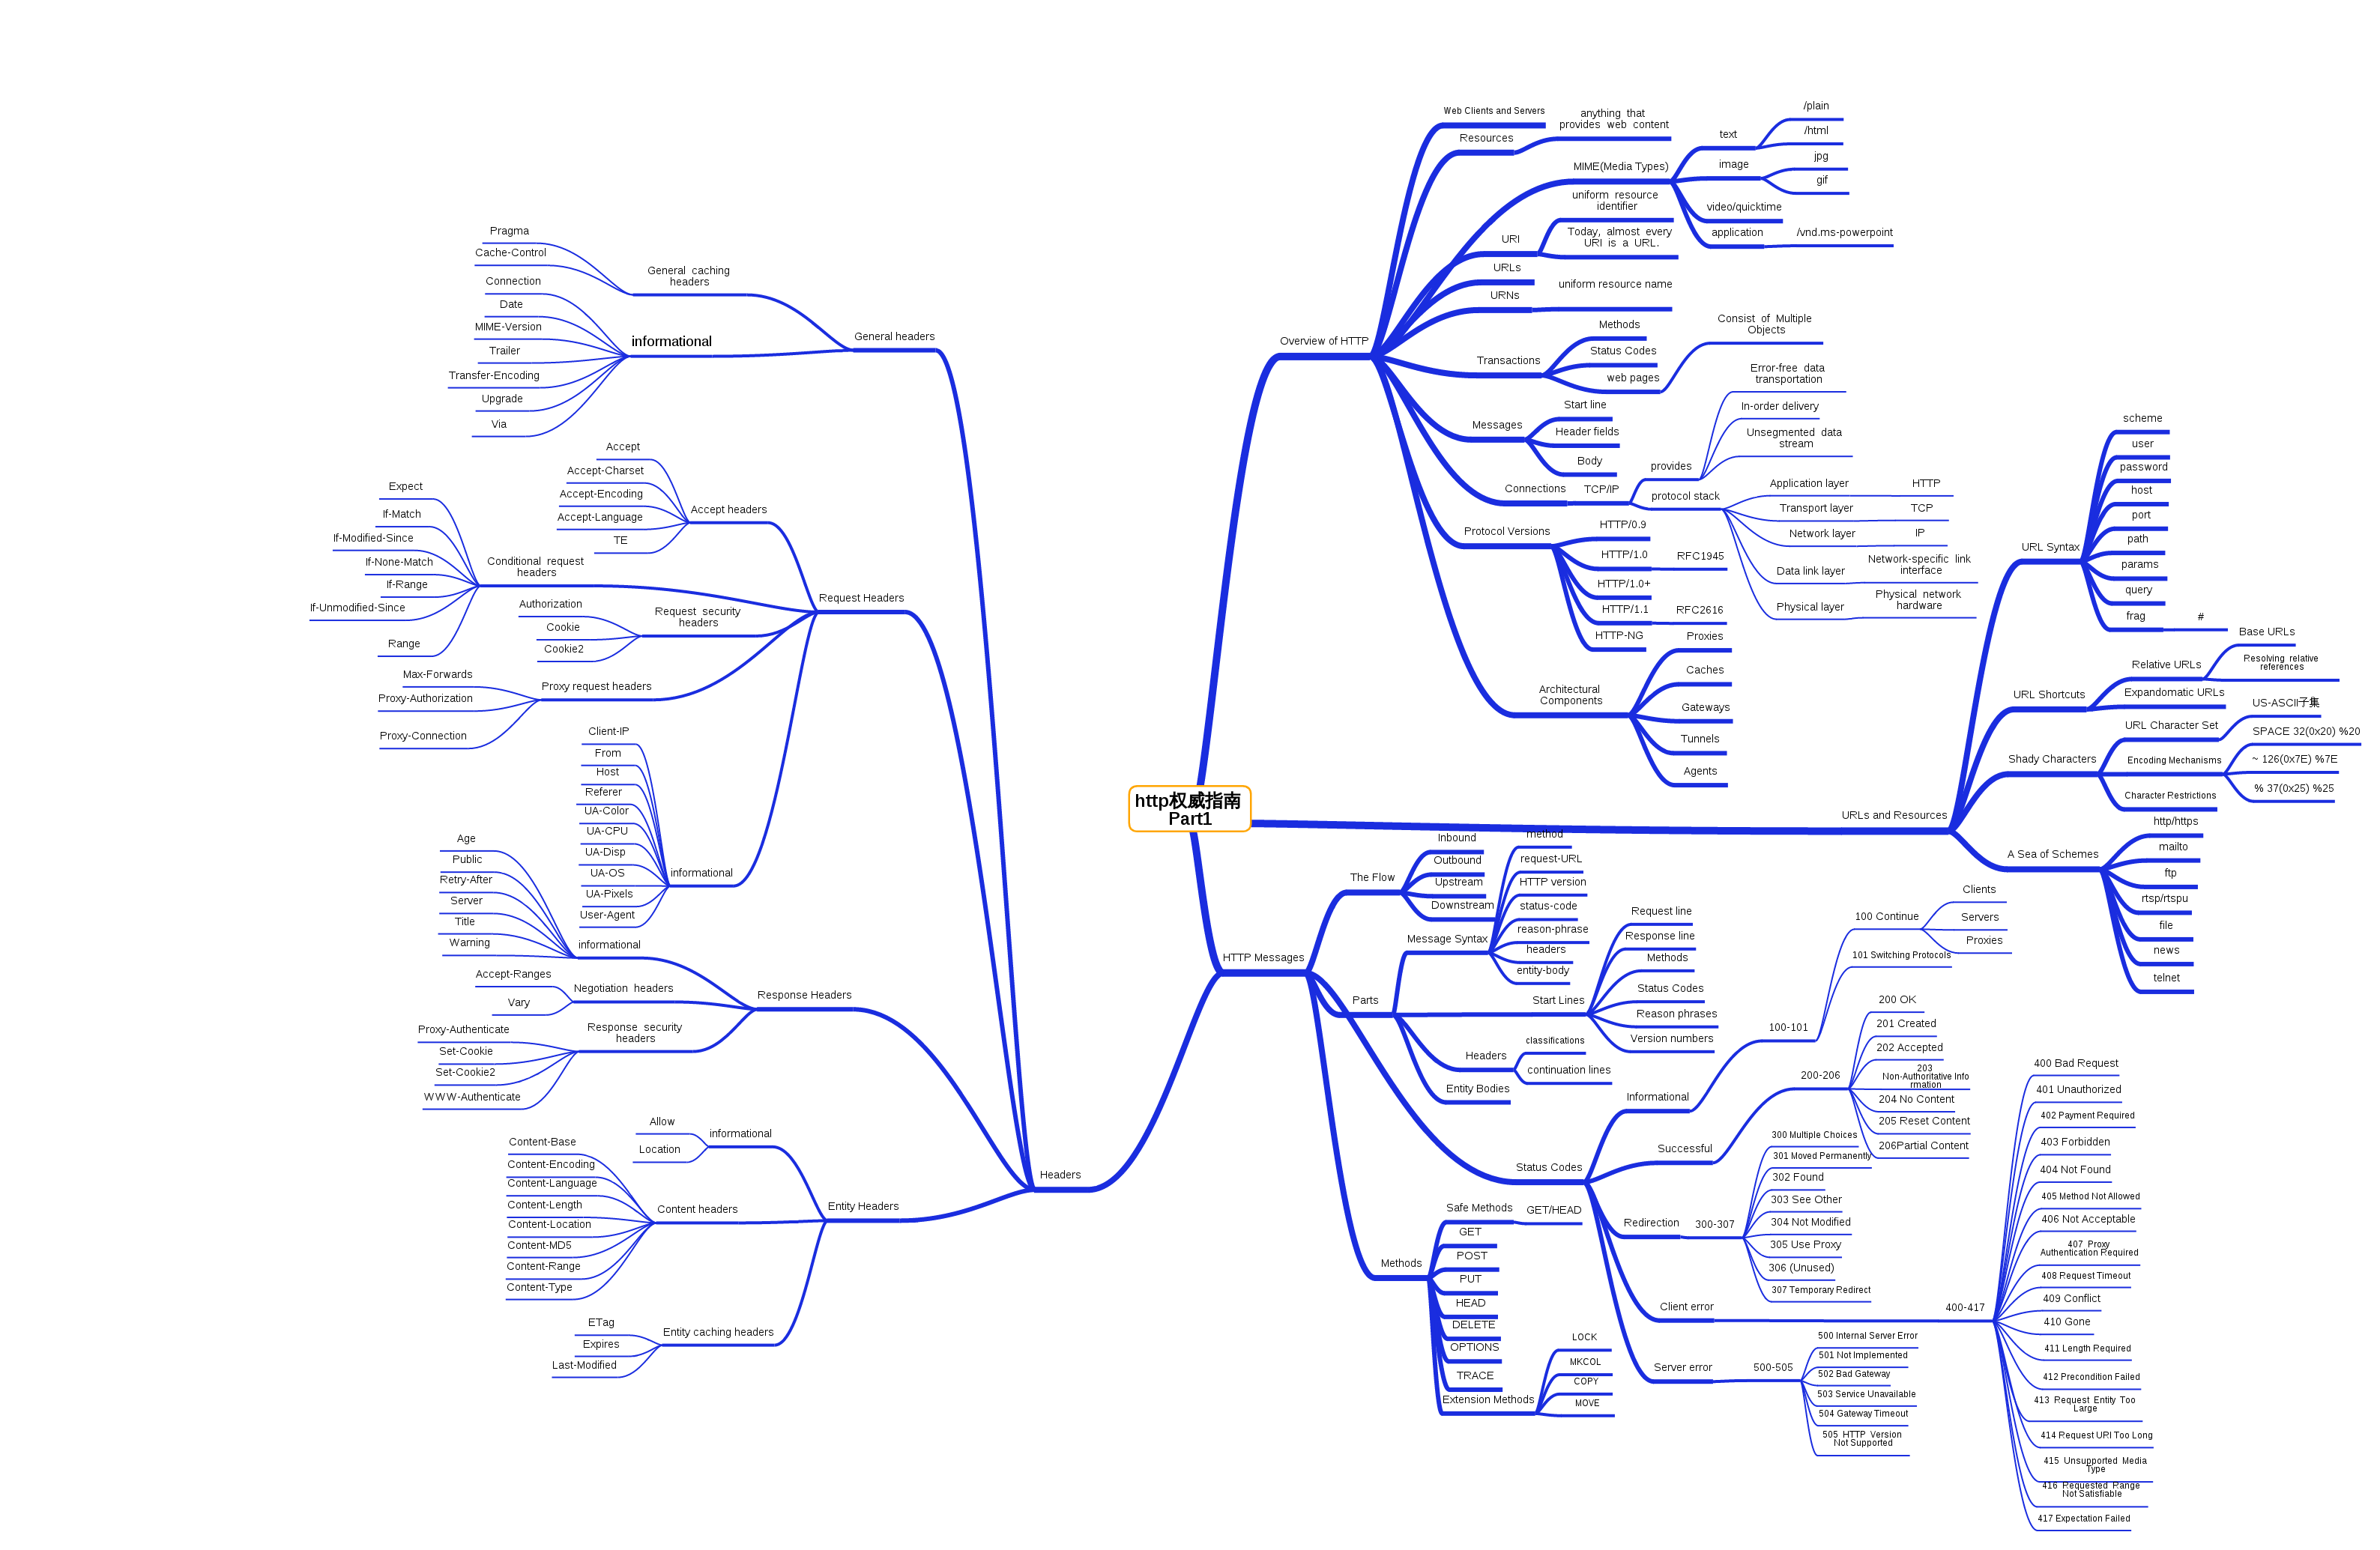 http权威指南
Part1
Overview of HTTP
Web Clients and Servers
Resources
anything that
provides web content
MIME(Media Types)
text
/plain
/html
image
jpg
gif
video/quicktime
application
/vnd.ms-powerpoint
URI
uniform resource
identifier
Today, almost every
URI is a URL.
URLs
URNs
uniform resource name
Transactions
Methods
Status Codes
web pages
Consist of Multiple
Objects
Messages
Start line
Header fields
Body
Connections
TCP/IP
provides
Error-free data
transportation
In-order delivery
Unsegmented data
stream
protocol stack
Application layer
HTTP
Transport layer
TCP
Network layer
IP
Data link layer
Network-specific link
interface
Physical layer
Physical network
hardware
Protocol Versions
HTTP/0.9
HTTP/1.0
RFC1945
HTTP/1.0+
HTTP/1.1
RFC2616
HTTP-NG
Architectural
Components
Proxies
Caches
Gateways
Tunnels
Agents
URLs and Resources
URL Syntax
scheme
user
password
host
port
path
params
query
frag
#
URL Shortcuts
Relative URLs
Base URLs
Resolving relative
references
Expandomatic URLs
Shady Characters
URL Character Set
US-ASCII子集
Encoding Mechanisms
SPACE 32(0x20) %20
~ 126(0x7E) %7E
% 37(0x25) %25
Character Restrictions
A Sea of Schemes
http/https
mailto
ftp
rtsp/rtspu
file
news
telnet
HTTP Messages
The Flow
Inbound
Outbound
Upstream
Downstream
Parts
Message Syntax
method
request-URL
HTTP version
status-code
reason-phrase
headers
entity-body
Start Lines
Request line
Response line
Methods
Status Codes
Reason phrases
Version numbers
Headers
classifications
continuation lines
Entity Bodies
Status Codes
Informational
100-101
100 Continue
Clients
Servers
Proxies
101 Switching Protocols
Successful
200-206
200 OK
201 Created
202 Accepted
203
Non-Authoritative Info
rmation
204 No Content
205 Reset Content
206Partial Content
Redirection
300-307
300 Multiple Choices
301 Moved Permanently
302 Found
303 See Other
304 Not Modified
305 Use Proxy
306 (Unused)
307 Temporary Redirect
Client error
400-417
400 Bad Request
401 Unauthorized
402 Payment Required
403 Forbidden
404 Not Found
405 Method Not Allowed
406 Not Acceptable
407 Proxy
Authentication Required
408 Request Timeout
409 Conflict
410 Gone
411 Length Required
412 Precondition Failed
413 Request Entity Too
Large
414 Request URI Too Long
415 Unsupported Media
Type
416 Requested Range
Not Satisfiable
417 Expectation Failed
Server error
500-505
500 Internal Server Error
501 Not Implemented
502 Bad Gateway
503 Service Unavailable
504 Gateway Timeout
505 HTTP Version
Not Supported
Methods
Safe Methods
GET/HEAD
GET
POST
PUT
HEAD
DELETE
OPTIONS
TRACE
Extension Methods
LOCK
MKCOL
COPY
MOVE
Headers
General headers
General caching
headers
Pragma
Cache-Control
informational
Connection
Date
MIME-Version
Trailer
Transfer-Encoding
Upgrade
Via
Request Headers
Accept headers
Accept
Accept-Charset
Accept-Encoding
Accept-Language
TE
Conditional request
headers
Expect
If-Match
If-Modified-Since
If-None-Match
If-Range
If-Unmodified-Since
Range
Request security
headers
Authorization
Cookie
Cookie2
Proxy request headers
Max-Forwards
Proxy-Authorization
Proxy-Connection
informational
Client-IP
From
Host
Referer
UA-Color
UA-CPU
UA-Disp
UA-OS
UA-Pixels
User-Agent
Response Headers
informational
Age
Public
Retry-After
Server
Title
Warning
Negotiation headers
Accept-Ranges
Vary
Response security
headers
Proxy-Authenticate
Set-Cookie
Set-Cookie2
WWW-Authenticate
Entity Headers
informational
Allow
Location
Content headers
Content-Base
Content-Encoding
Content-Language
Content-Length
Content-Location
Content-MD5
Content-Range
Content-Type
Entity caching headers
ETag
Expires
Last-Modified